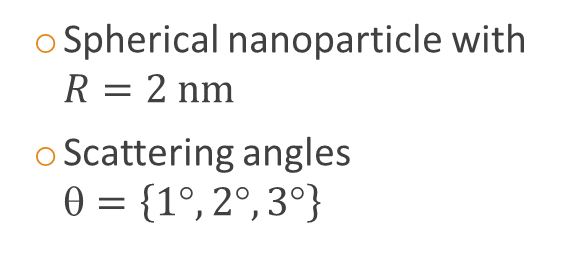 Spherical nanoparticle with
R = 2 nm
Scattering angles
θ = {1°, 2°, 3°}